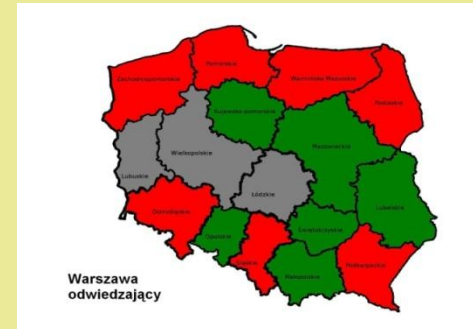 Pomorskie
Zachodniopomorskie
Warmińsko Mazurskie
Podlaskie
Kujawsko-pomorskie
Mazowieckie
Wielkopolskie
Lubuskie
Łódzkie
Lubelskie
Dolnośląskie
Świętokrzyskie
Opolskie
Śląskie
Podkarpackie
Małopolskie
Warszawa
odwiedzający